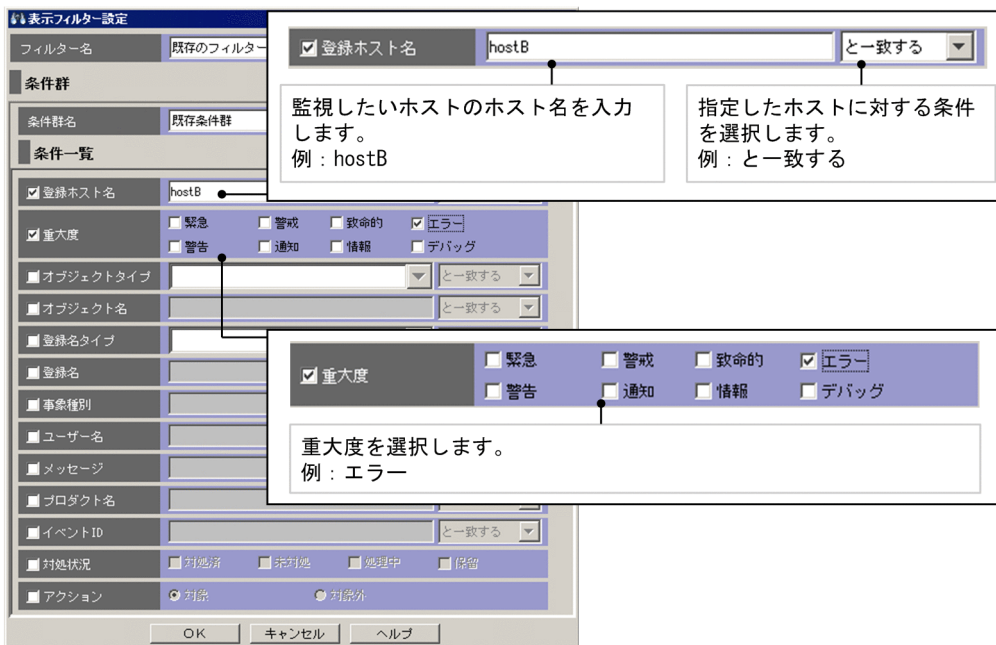 表示フィルター設定
フィルター名 既存のフィルター
条件群
条件群名 既存条件群
条件一覧
登録ホスト名 hostB
重大度 緊急 警戒 致命的 エラー
警告 通知 情報 デバッグ
オブジェクトタイプ と一致する
オブジェクト名 と一致する
登録名タイプ
登録名
事象種別
ユーザー名
メッセージ
プロダクト名
イベントID と一致する
対処状況 対処済 未対処 処理中 保留
アクション 対象 対象外
OK キャンセル ヘルプ
登録ホスト名 hostB と一致する
監視したいホストのホスト名を入力
します。
例：hostB
指定したホストに対する条件
を選択します。
例：と一致する
重大度 緊急 警戒 致命的 エラー
警告 通知 情報 デバッグ
重大度を選択します。
例：エラー